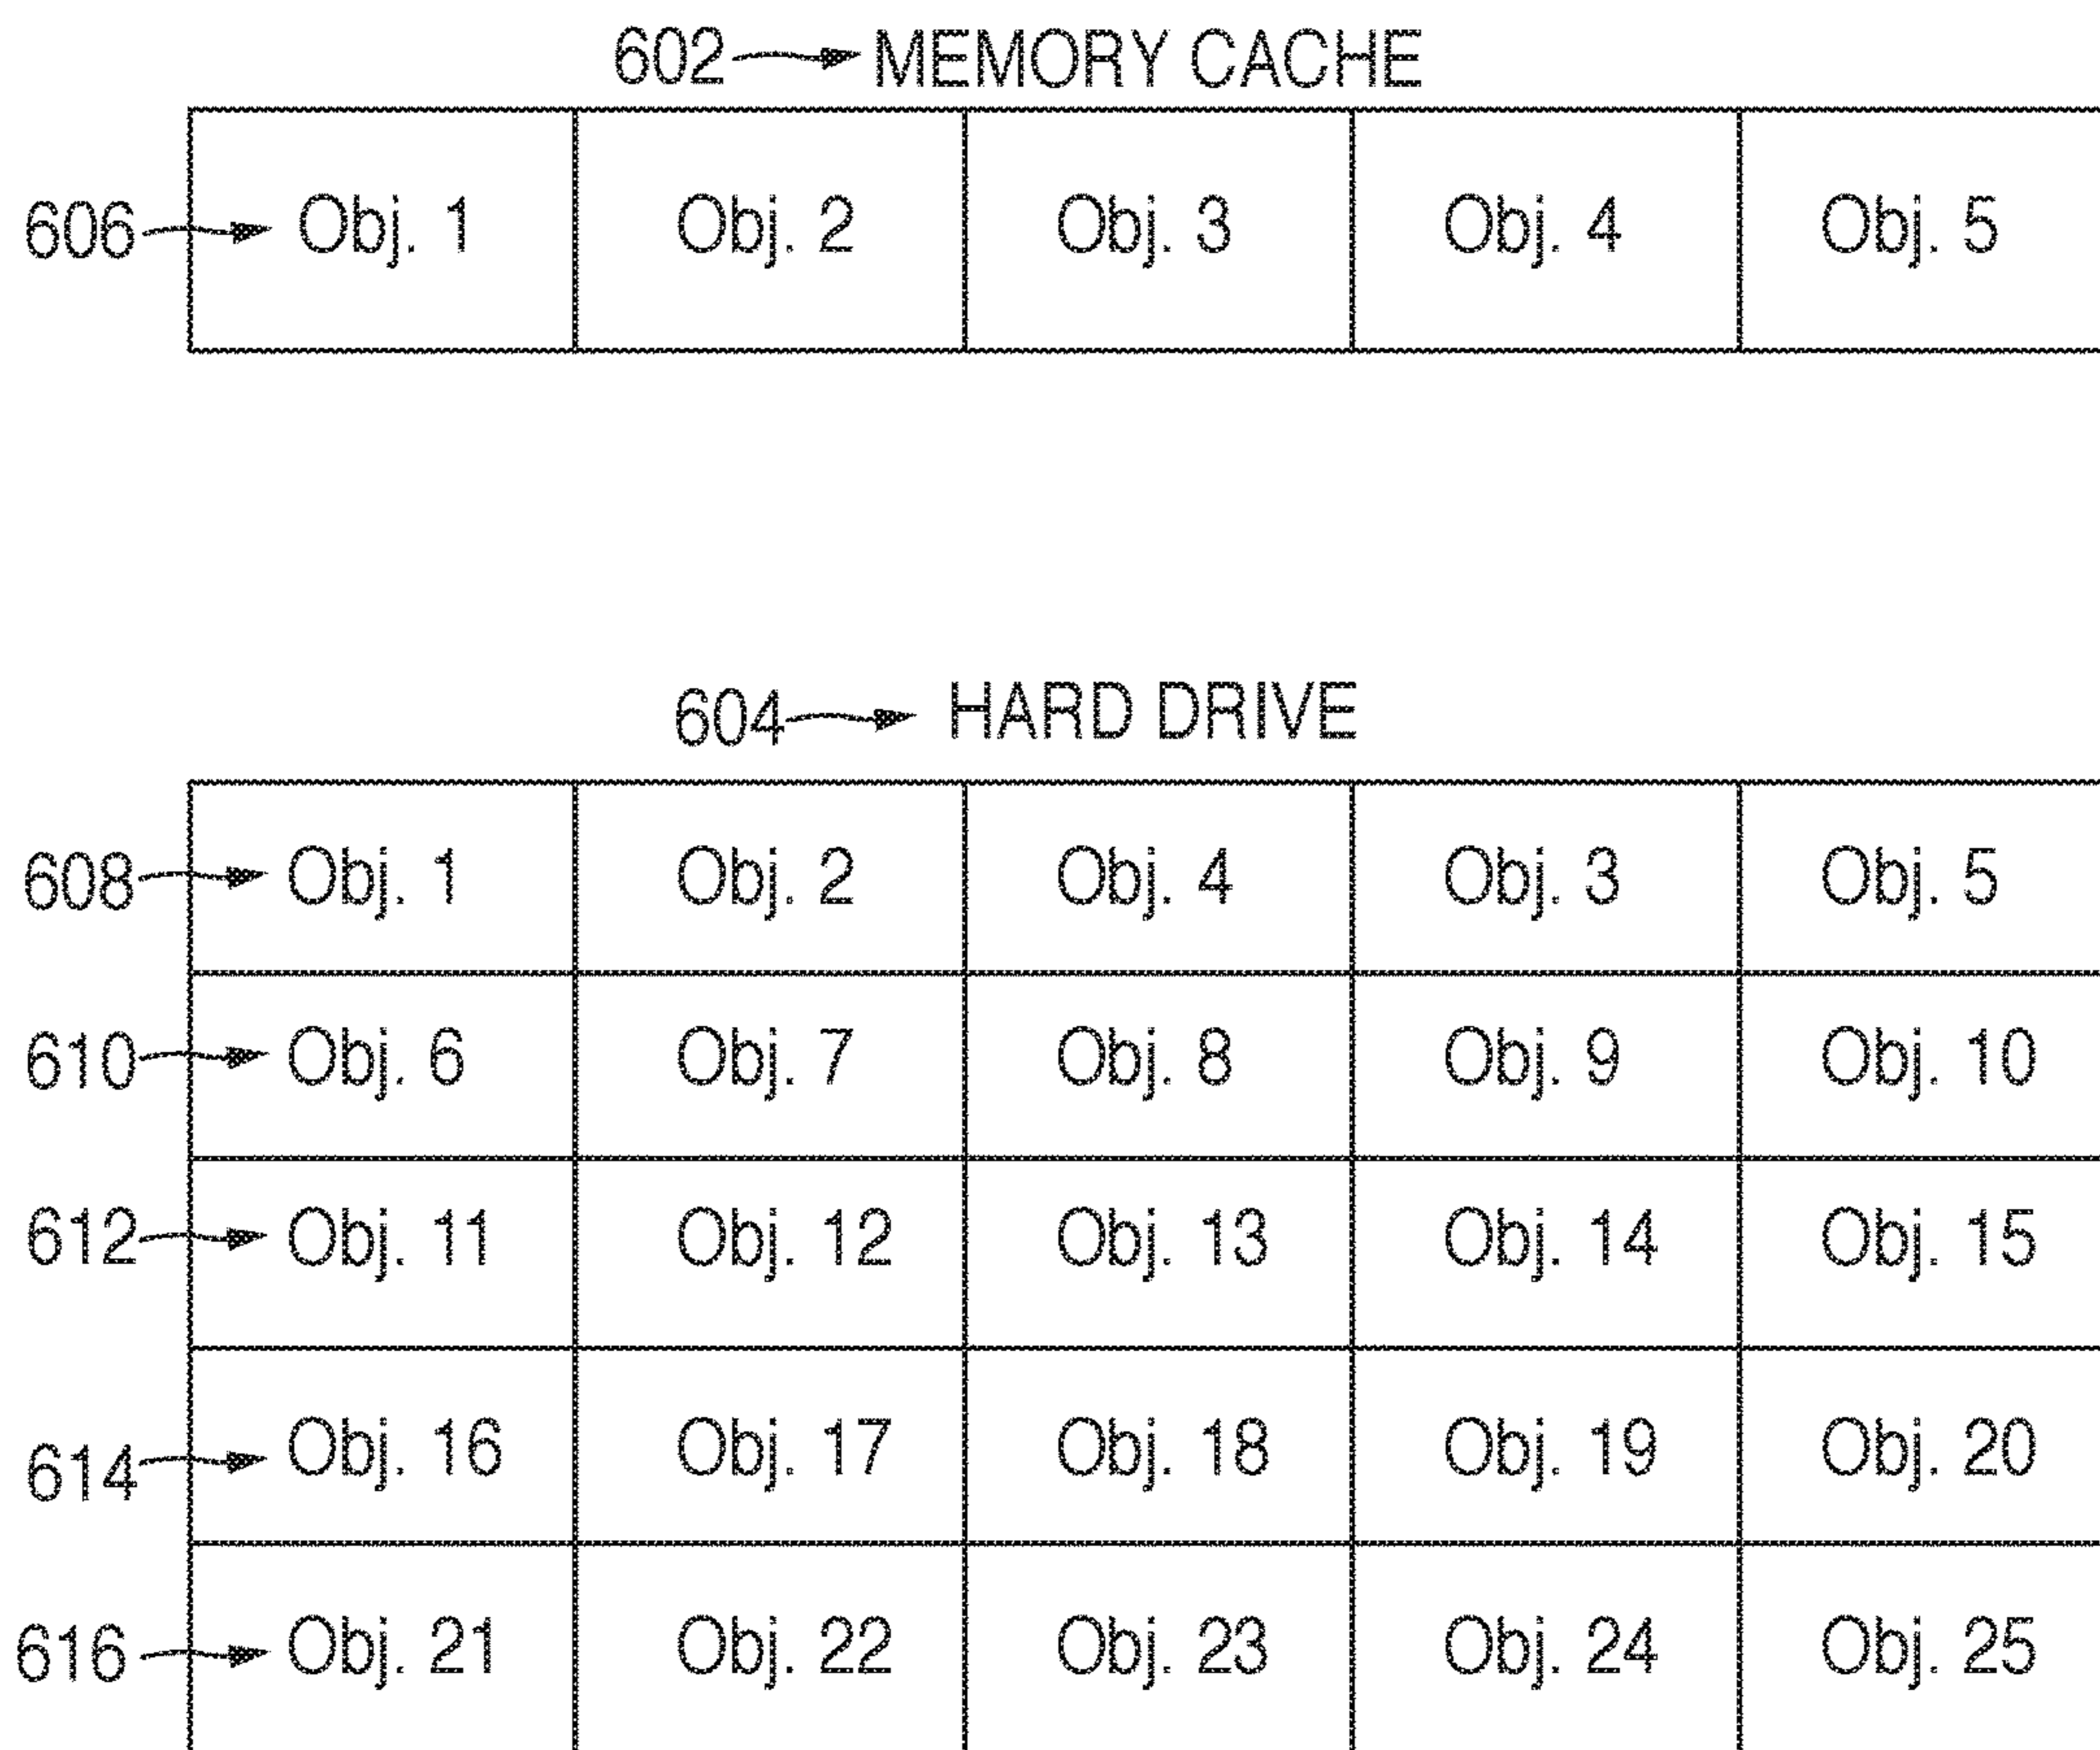 602 MEMORY CACHE
606 Obj. 1 Obj. 2 Obj. 3 Obj. 4 Obj. 5
604 HARD DRIVE
608 Obj. 1 Obj. 2 Obj. 4 Obj. 3 Obj. 5
610 Obj. 6 Obj. 7 Obj. 8 Obj. 9 Obj. 10
612 Obj. 11 Obj. 12 Obj. 13 Obj. 14 Obj. 15
614 Obj. 16 Obj. 17 Obj. 18 Obj. 19 Obj. 20
616 Obj. 21 Obj. 22 Obj. 23 Obj. 24 Obj. 25